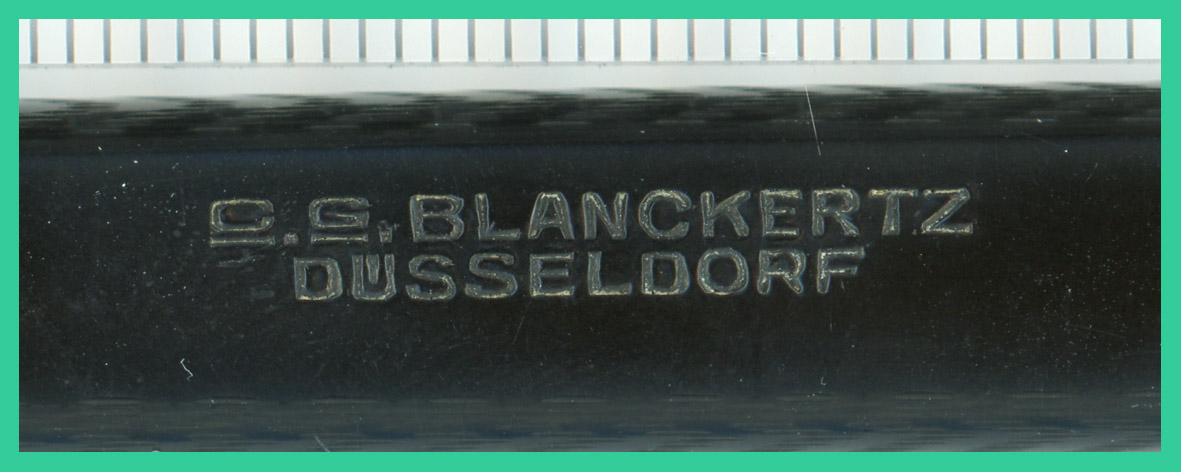 C.G. BLANCKERTZ
DÜSSELDORF